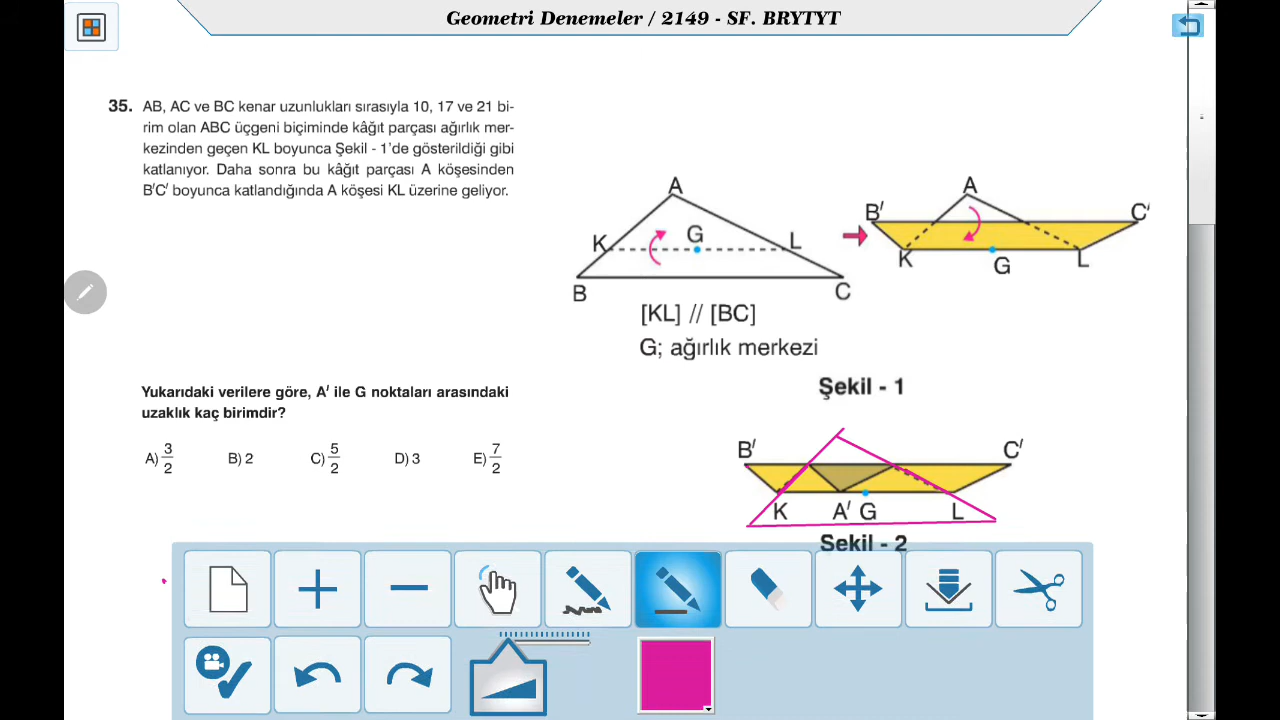 Geometri Denemeler / 2149 - SF. BRYTYT
35. AB, AC ve BC kenar uzunlukları sırasıyla 10, 17 ve 21 bi-
rim olan ABC üçgeni biçiminde kâğıt parçası ağırlık mer-
kezinden geçen KL boyunca Şekil - 1'de gösterildiği gibi
katlanıyor. Daha sonra bu kâğıt parçası A köşesinden
B'C' boyunca katlandığında A köşesi KL üzerine geliyor.
A
K
G
L
B
C
[KL] // [BC]
G; ağırlık merkezi
A
B'
C'
K
G
L
Şekil - 1
Yukarıdaki verilere göre, A' ile G noktaları arasındaki
uzaklık kaç birimdir?
A) 3/2 B) 2 C) 5/2 D) 3 E) 7/2
B'
C'
K
A'
G
L
Şekil - 2